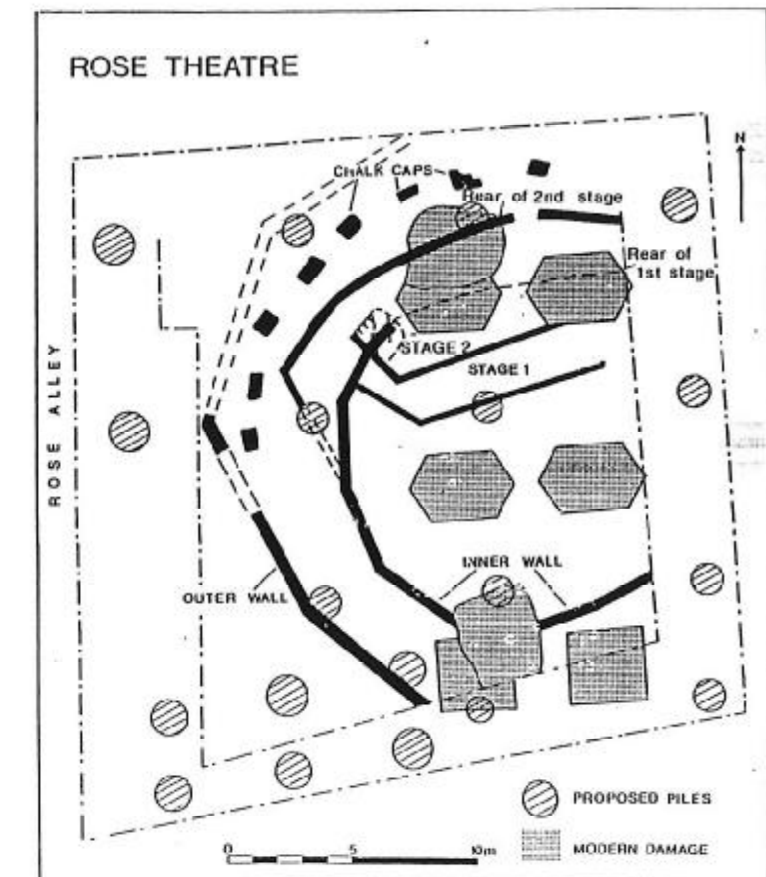 ROSE THEATRE
CHALK CAPS
N
Rear of 2nd stage
Rear of
1st stage
STAGE 2
STAGE 1
ROSE ALLEY
INNER WALL
OUTER WALL
PROPOSED PILES
MODERN DAMAGE
0 5 10m